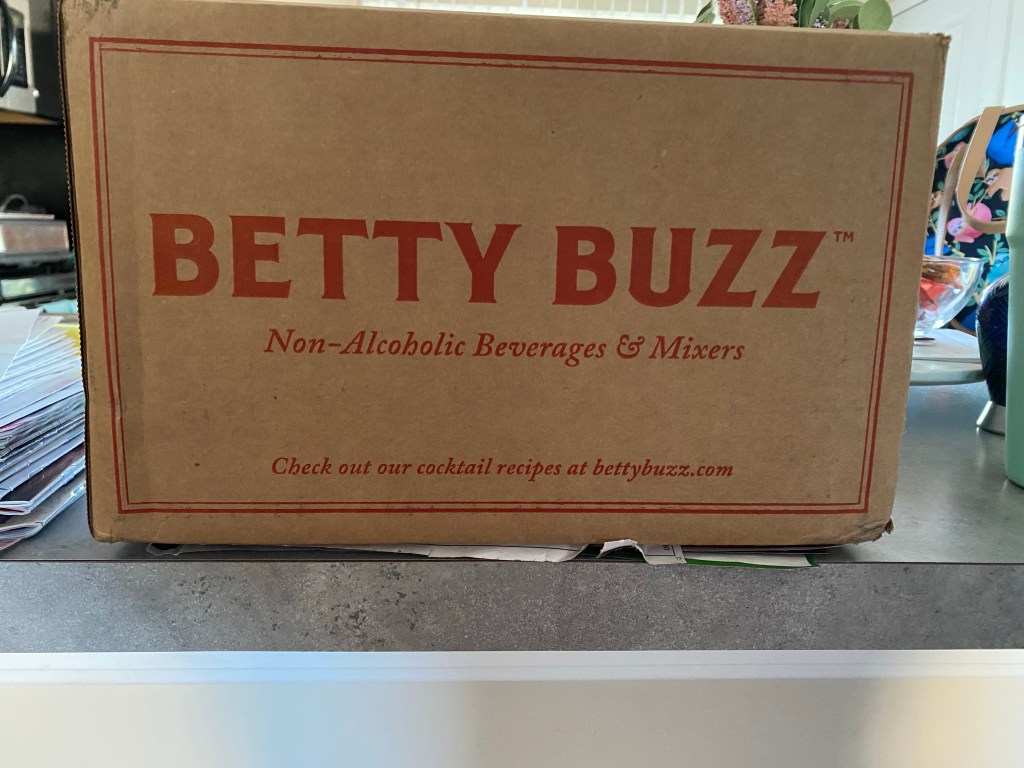 BETTY BUZZ™
Non-Alcoholic Beverages & Mixers
Check out our cocktail recipes at bettybuzz.com